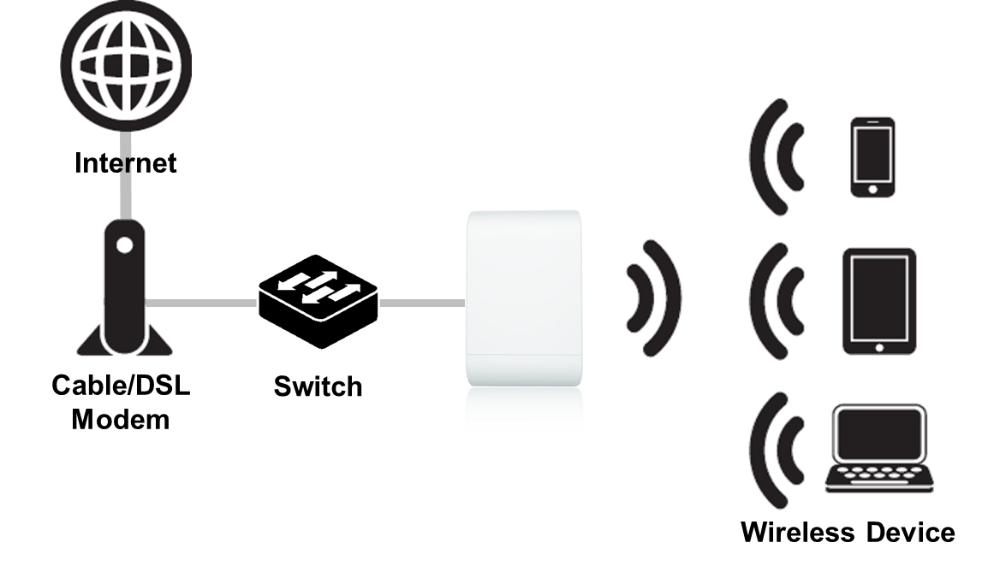 Internet
Cable/DSL
Modem
Switch
Wireless Device